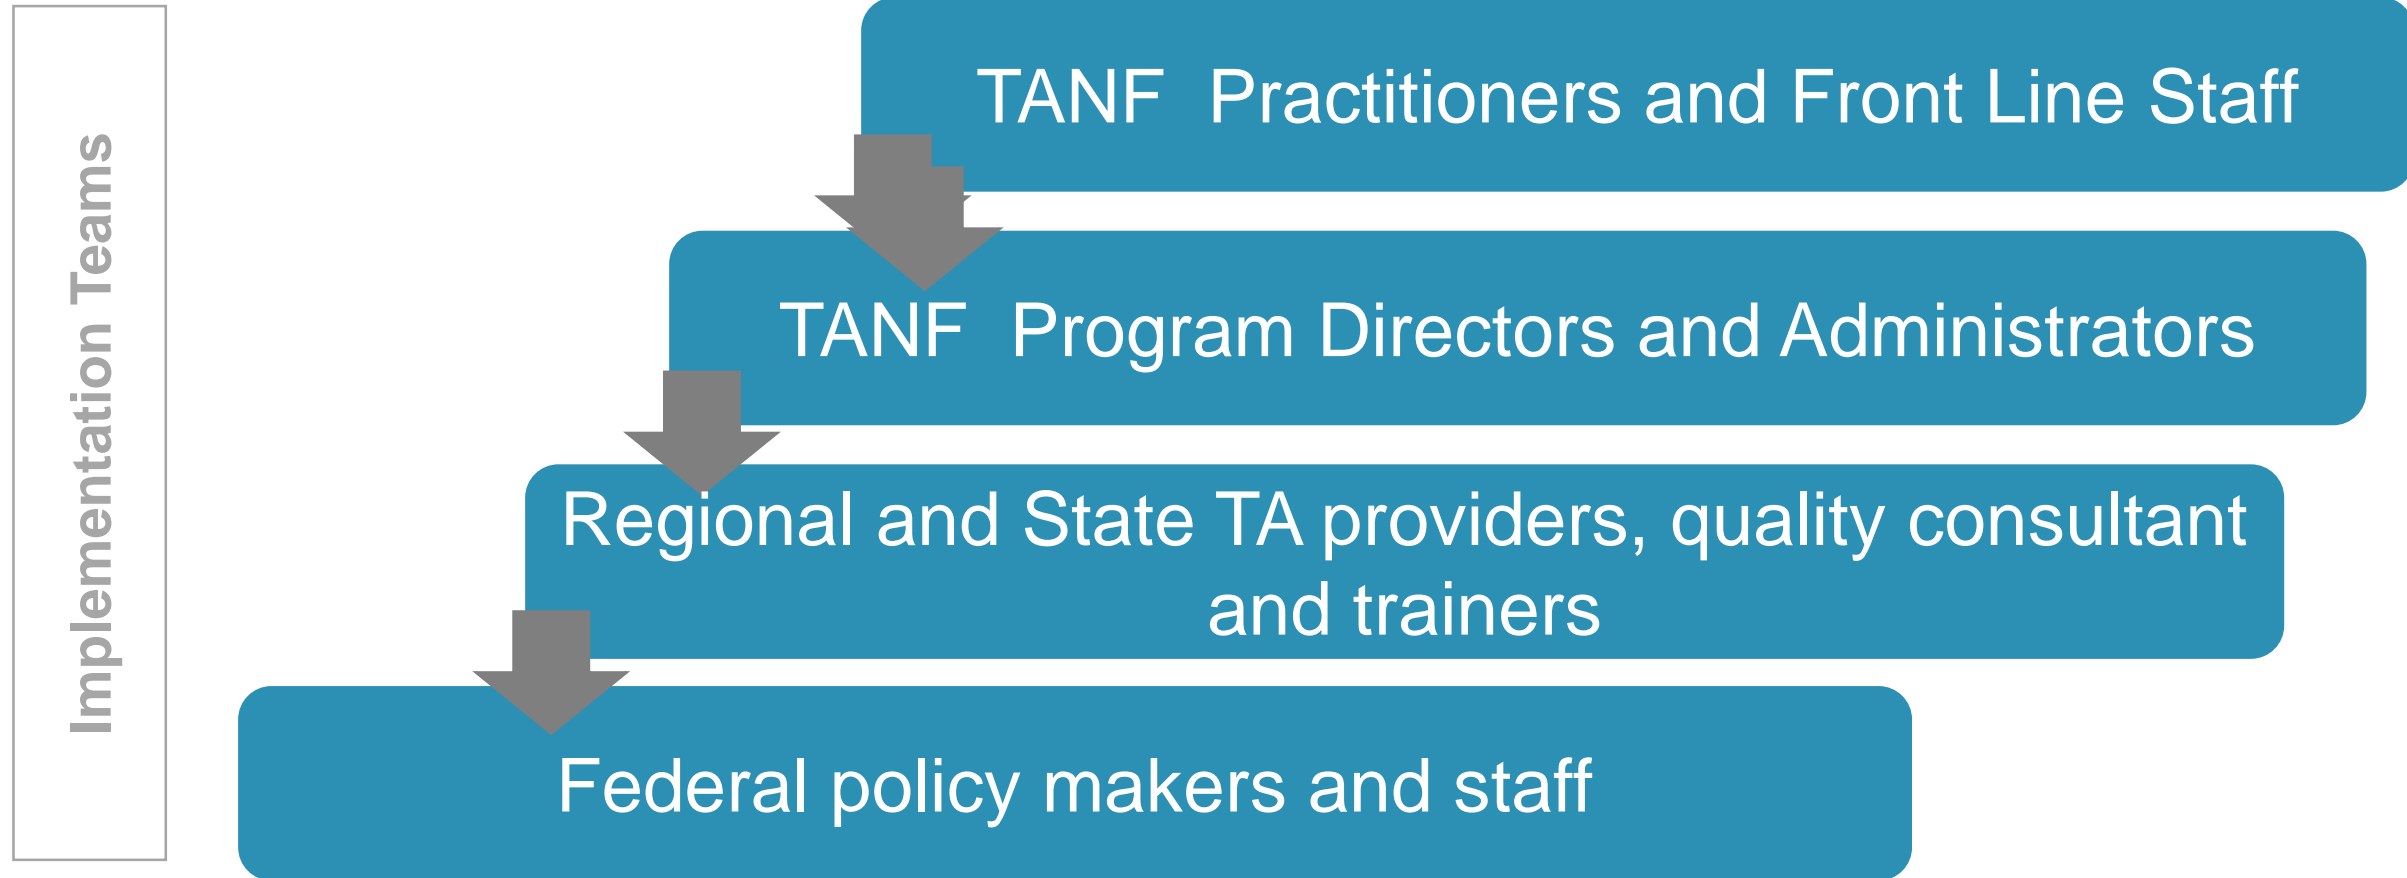 Implementation Teams
TANF  Practitioners and Front Line Staff
TANF  Program Directors and Administrators
Regional and State TA providers, quality consultant
and trainers
Federal policy makers and staff